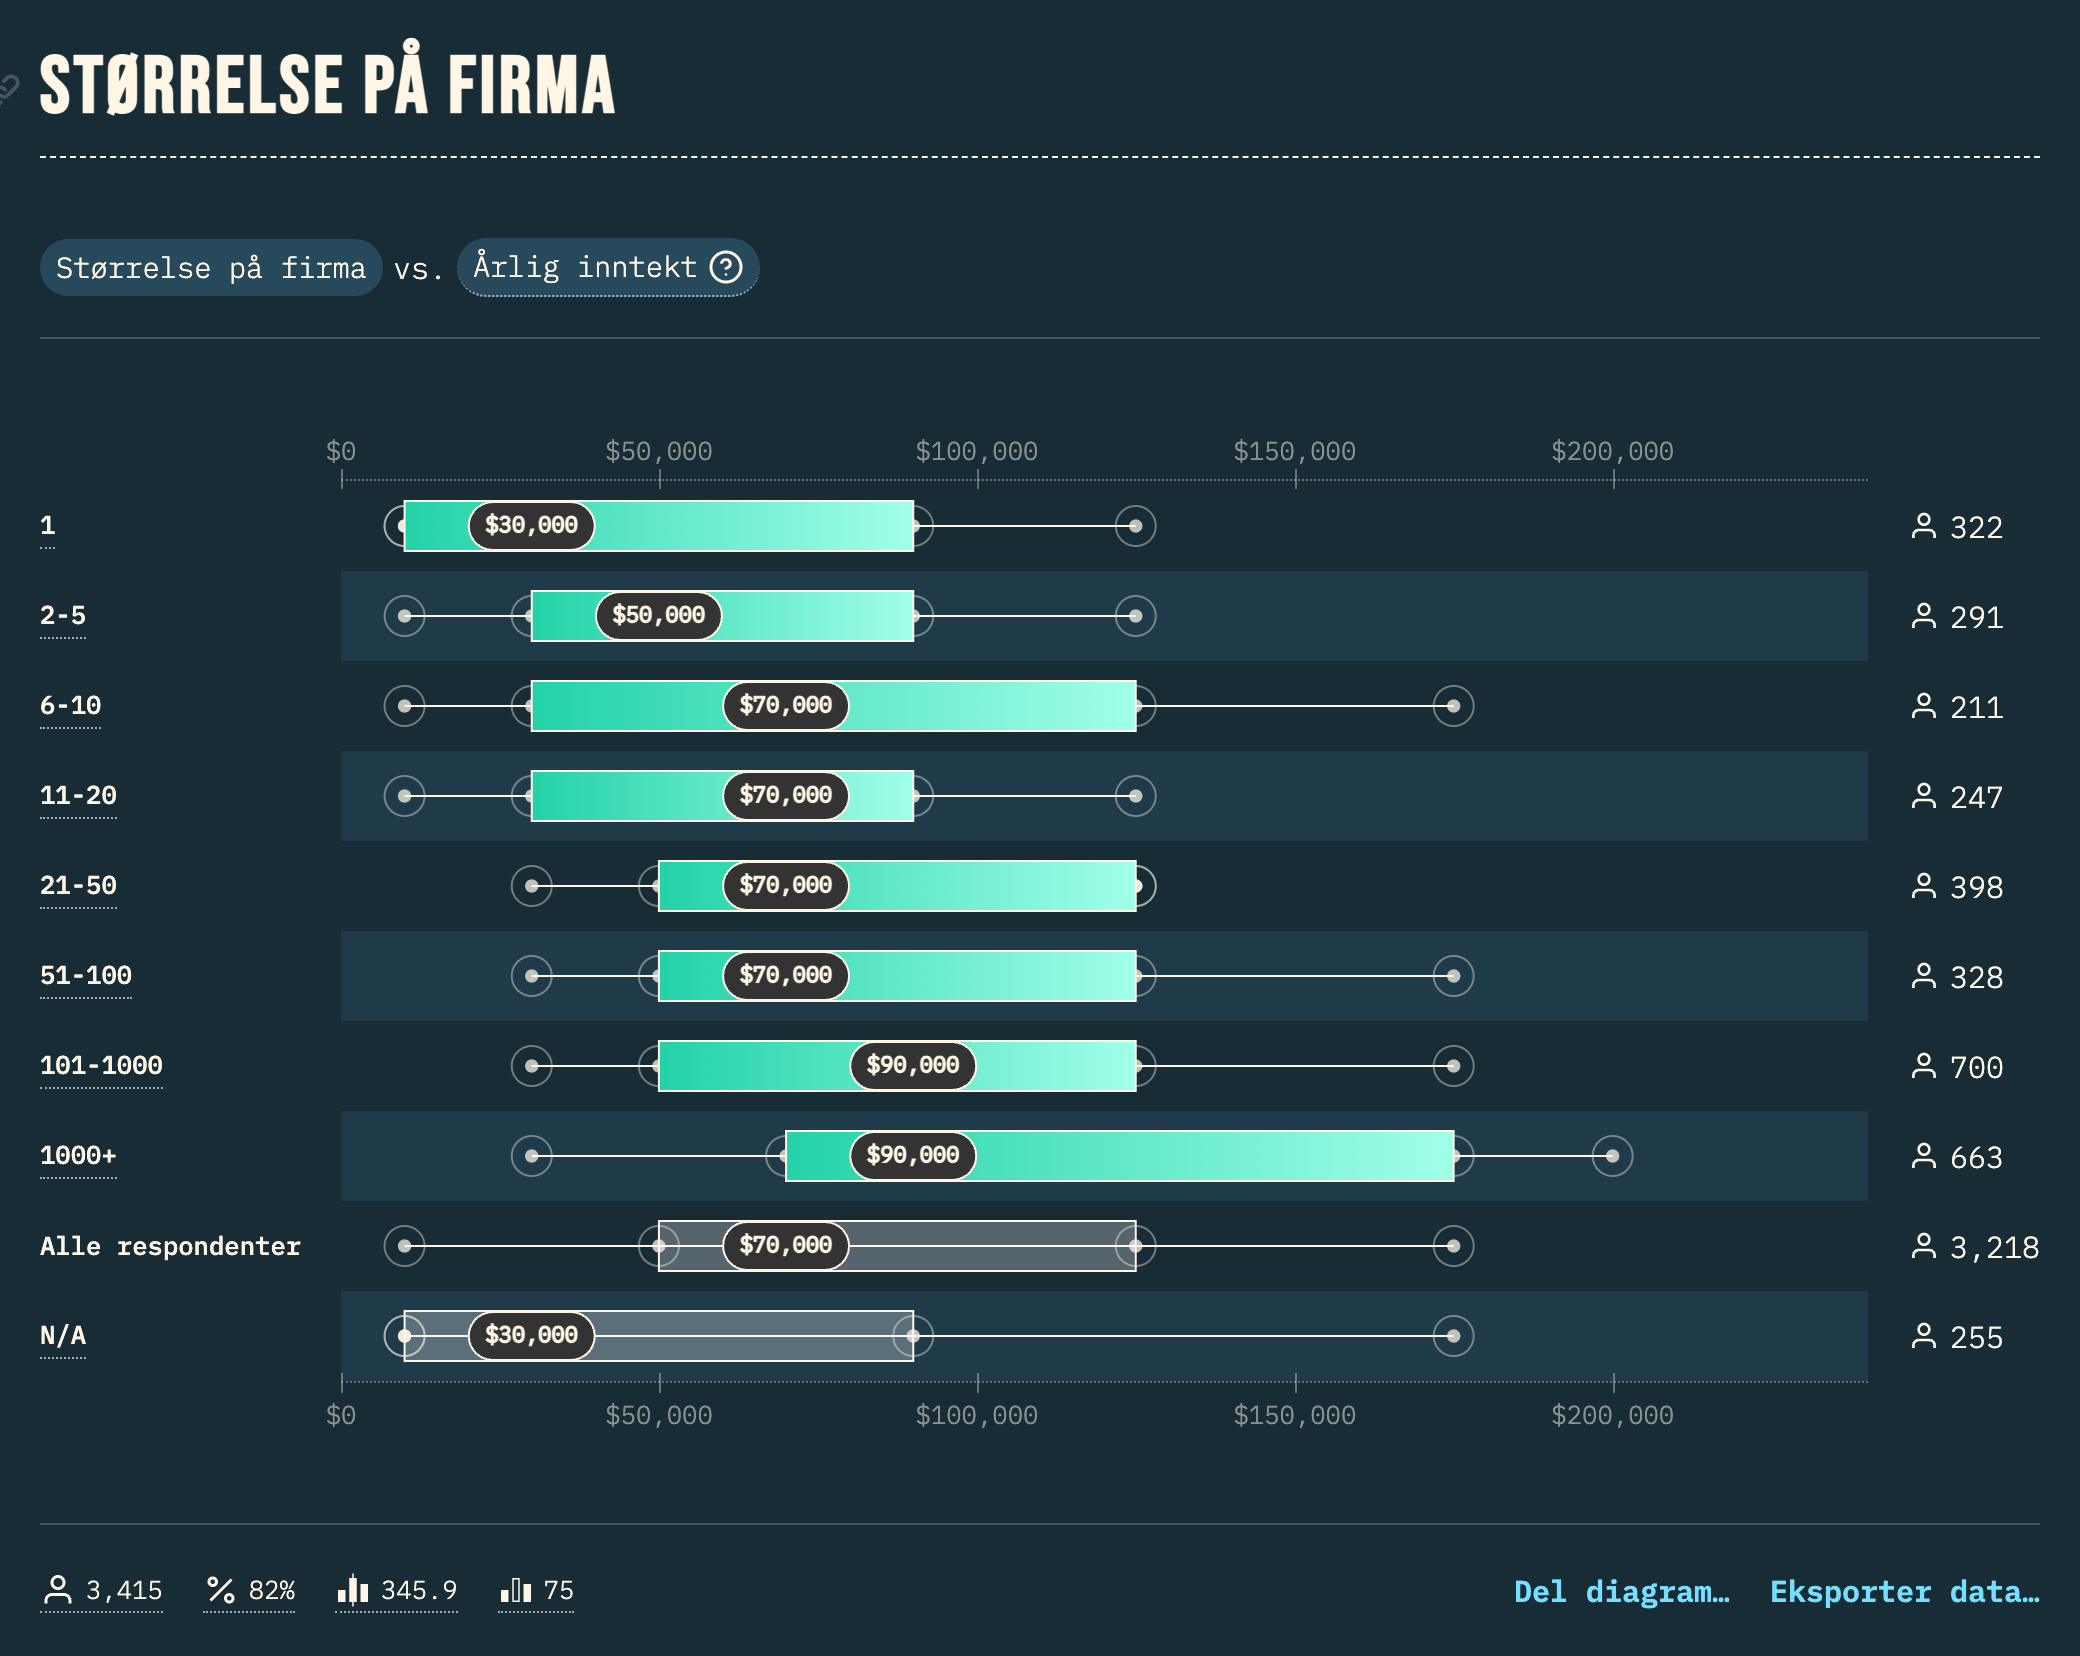 STØRRELSE PÅ FIRMA
Størrelse på firma vs. Årlig inntekt ?
$0 $50,000 $100,000 $150,000 $200,000
1 $30,000 322
2-5 $50,000 291
6-10 $70,000 211
11-20 $70,000 247
21-50 $70,000 398
51-100 $70,000 328
101-1000 $90,000 700
1000+ $90,000 663
Alle respondenter $70,000 3,218
N/A $30,000 255
$0 $50,000 $100,000 $150,000 $200,000
3,415 82% 345.9 75 Del diagram… Eksporter data…